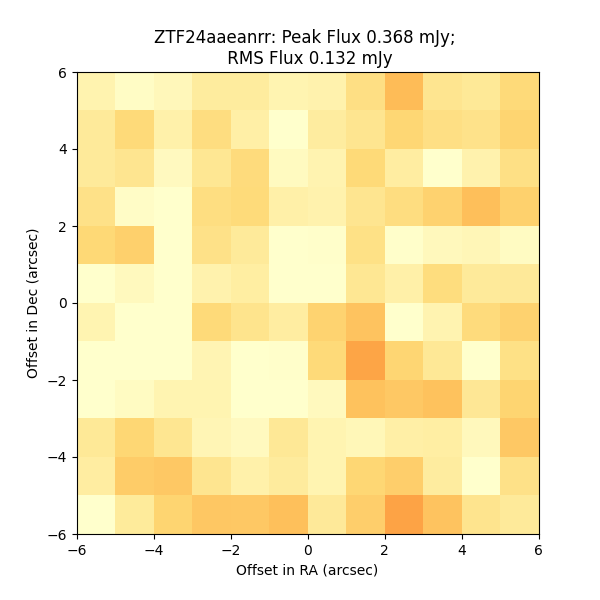 ZTF24aaeanrr: Peak Flux 0.368 mJy;
RMS Flux 0.132 mJy
6
4
2
0
−2
−4
−6
Offset in Dec (arcsec)
−6 −4 −2 0 2 4 6
Offset in RA (arcsec)